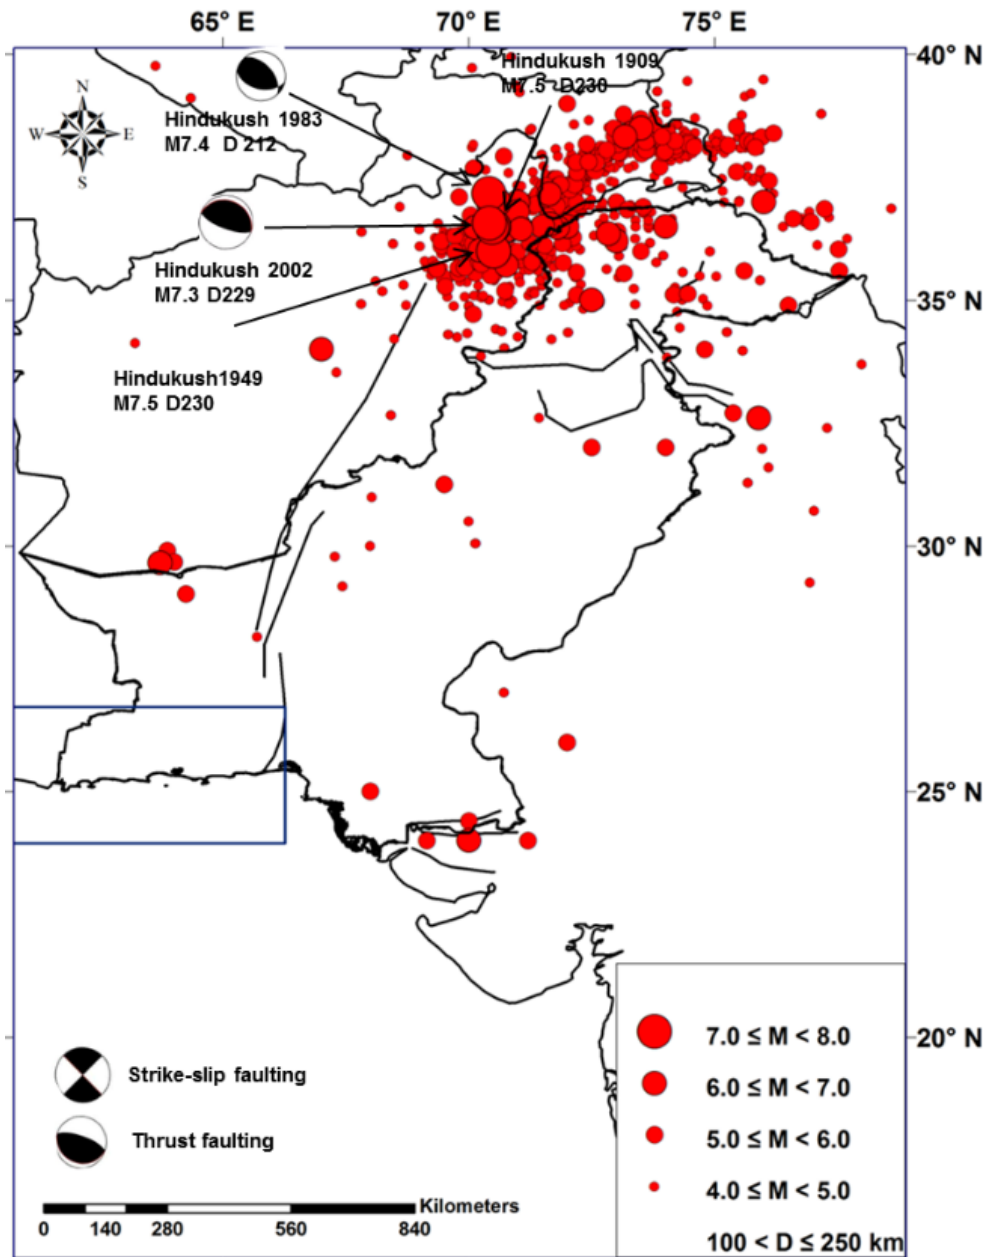 65° E
70° E
75° E
40° N
Hindukush 1909
M7.5 D230
Hindukush 1983
M7.4 D 212
N
W
E
S
Hindukush 2002
M7.3 D229
35° N
Hindukush1949
M7.5 D230
30° N
25° N
20° N
7.0 ≤ M < 8.0
6.0 ≤ M < 7.0
5.0 ≤ M < 6.0
4.0 ≤ M < 5.0
100 < D ≤ 250 km
Strike-slip faulting
Thrust faulting
Kilometers
0 140 280 560 840